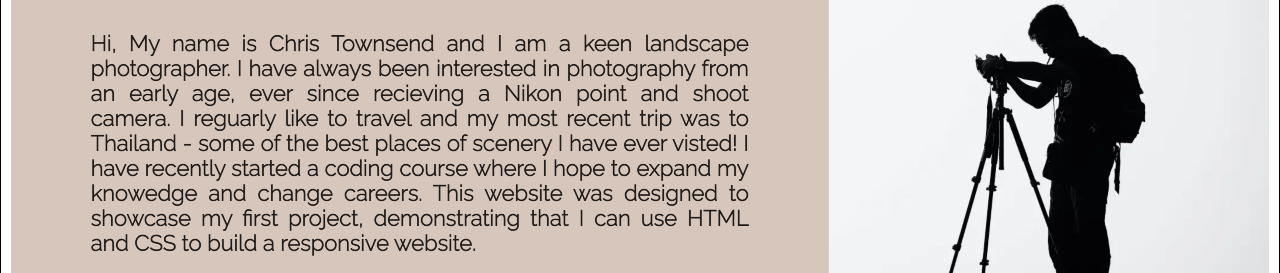 Hi, My name is Chris Townsend and I am a keen landscape
photographer. I have always been interested in photography from
an early age, ever since recieving a Nikon point and shoot
camera. I reguarly like to travel and my most recent trip was to
Thailand - some of the best places of scenery I have ever visted! I
have recently started a coding course where I hope to expand my
knowedge and change careers. This website was designed to
showcase my first project, demonstrating that I can use HTML
and CSS to build a responsive website.